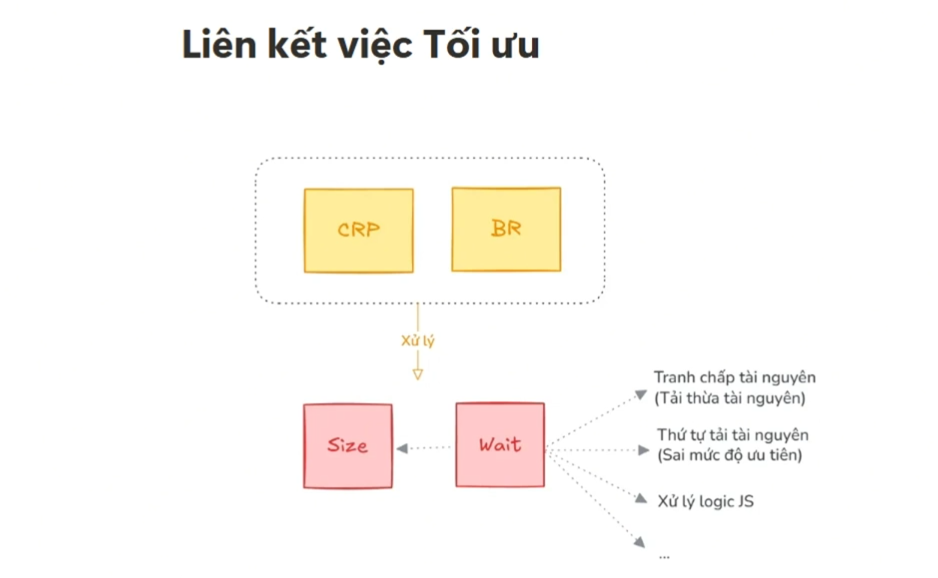 Liên kết việc Tối ưu
CRP
BR
Xử lý
Size
Wait
Tranh chấp tài nguyên
(Tải thừa tài nguyên)
Thứ tự tải tài nguyên
(Sai mức độ ưu tiên)
Xử lý logic JS
...